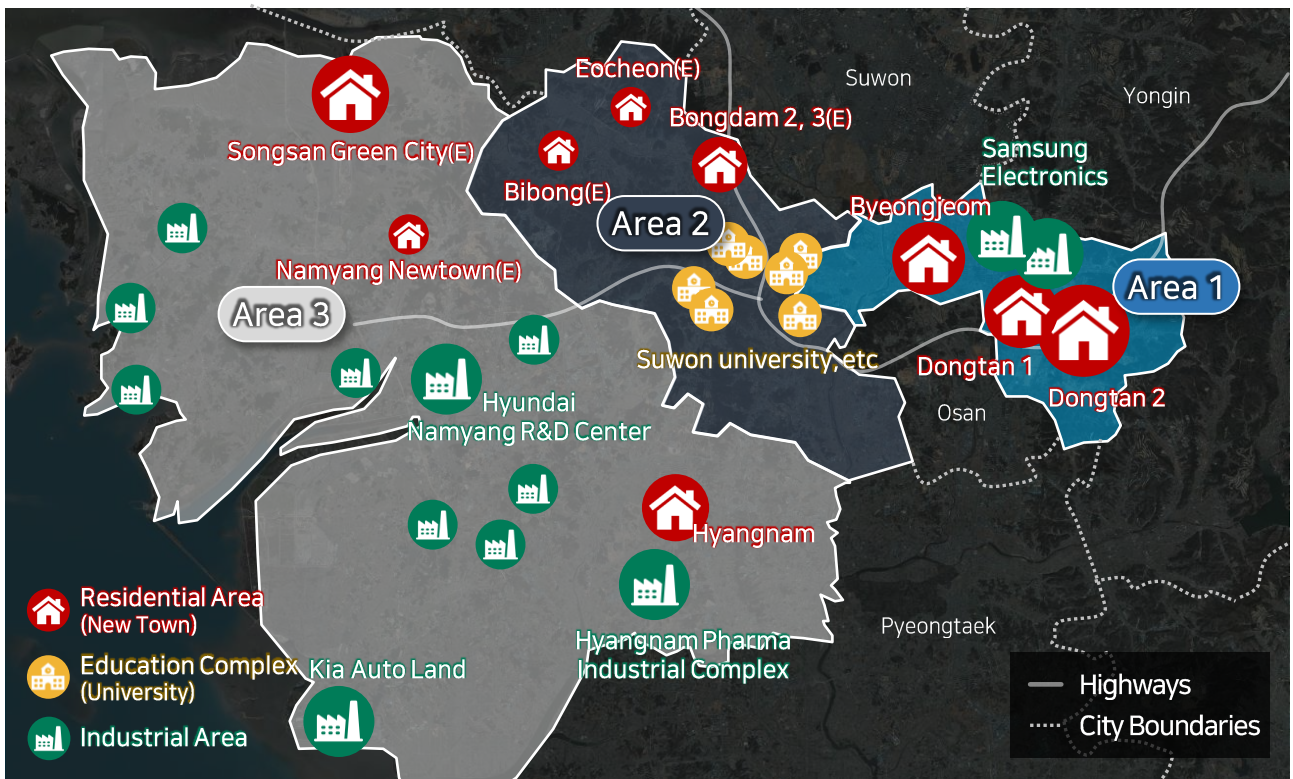 Eocheon(E)
Suwon
Yongin
Bongdam 2, 3(E)
Songsan Green City(E)
Samsung
Electronics
Bibong(E)
Byeongjeom
Area 2
Namyang Newtown(E)
Area 1
Area 3
Suwon university, etc
Dongtan 1
Dongtan 2
Hyundai
Namyang R&D Center
Osan
Hyangnam
Residential Area
(New Town)
Pyeongtaek
Hyangnam Pharma
Industrial Complex
Education Complex
(University)
Kia Auto Land
Industrial Area
Highways
City Boundaries